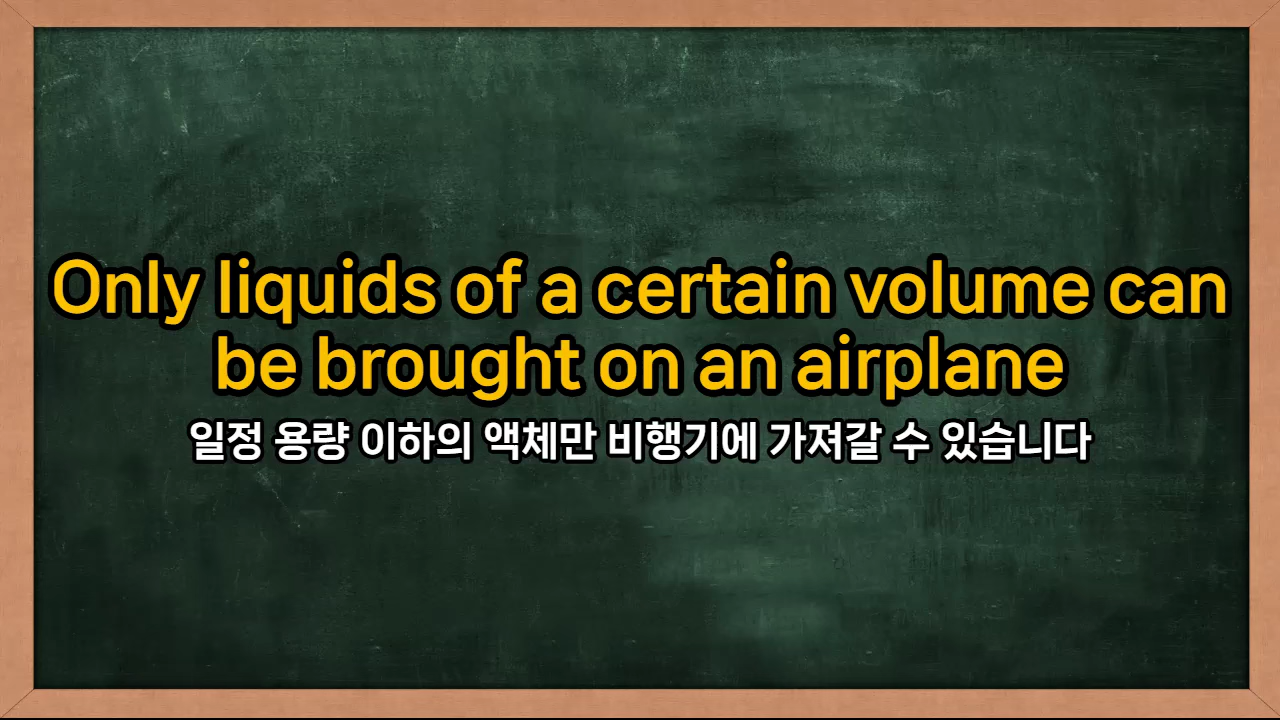 Only liquids of a certain volume can
be brought on an airplane
일정 용량 이하의 액체만 비행기에 가져갈 수 있습니다